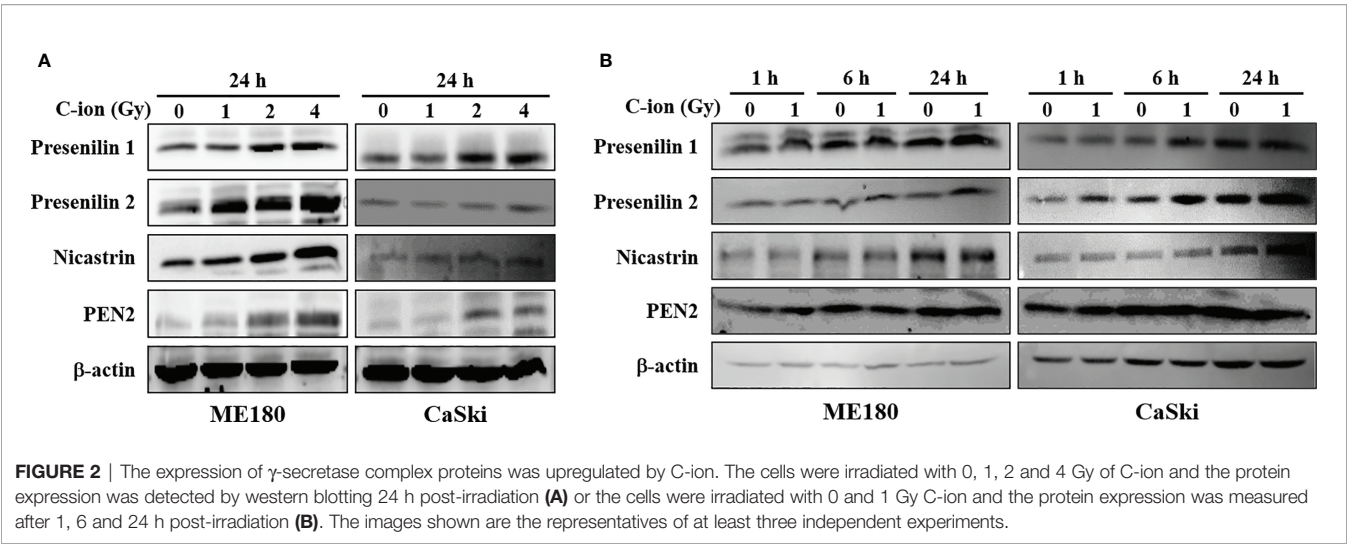 A
B
24 h 24 h
C-ion (Gy) 0 1 2 4 0 1 2 4
Presenilin 1
Presenilin 2
Nicastrin
PEN2
β-actin
ME180 CaSki
1 h 6 h 24 h 1 h 6 h 24 h
C-ion (Gy) 0 1 0 1 0 1 0 1 0 1 0 1
Presenilin 1
Presenilin 2
Nicastrin
PEN2
β-actin
ME180 CaSki
FIGURE 2 | The expression of γ-secretase complex proteins was upregulated by C-ion. The cells were irradiated with 0, 1, 2 and 4 Gy of C-ion and the protein
expression was detected by western blotting 24 h post-irradiation (A) or the cells were irradiated with 0 and 1 Gy C-ion and the protein expression was measured
after 1, 6 and 24 h post-irradiation (B). The images shown are the representatives of at least three independent experiments.